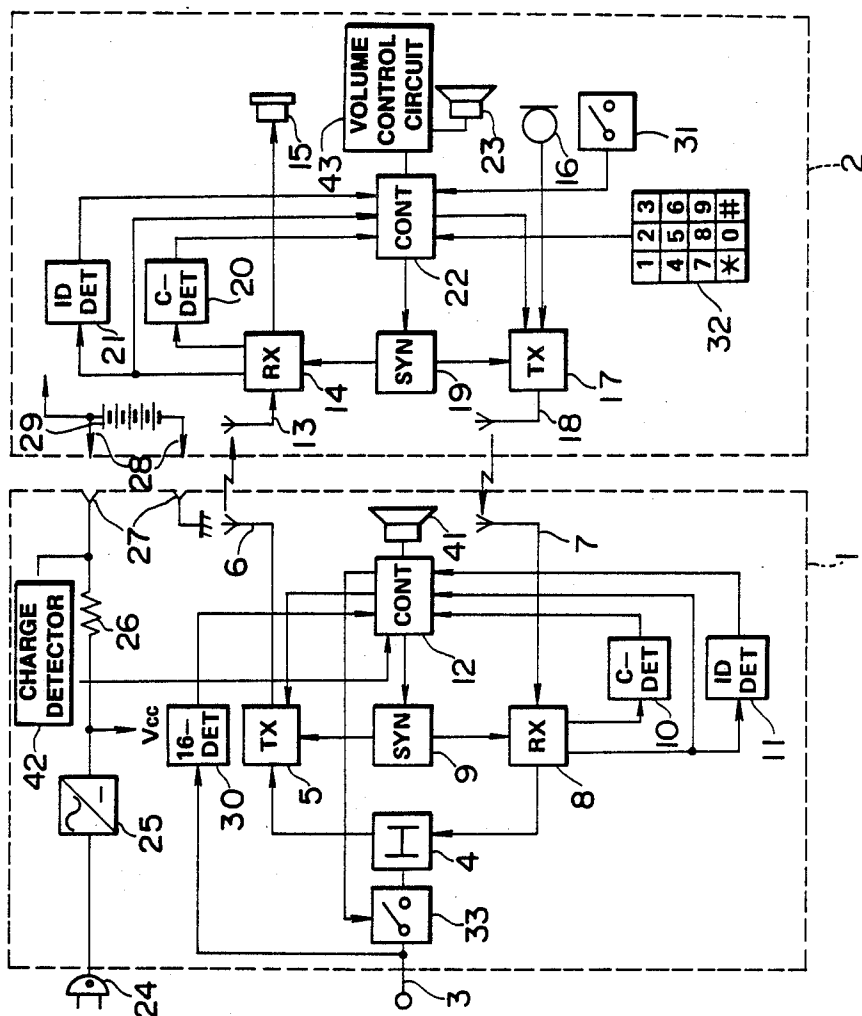 24
25
42
CHARGE
DETECTOR
26
27
Vcc
28
29
16-
DET
30
6
13
TX
5
CONT
12
41
SYN
9
RX
8
7
C-
DET
10
ID
DET
11
4
33
3
1
ID
DET
21
C-
DET
20
RX
14
15
43
VOLUME
CONTROL
CIRCUIT
23
CONT
22
SYN
19
TX
17
18
16
31
1 2 3
4 5 6
7 8 9
* 0 #
32
2